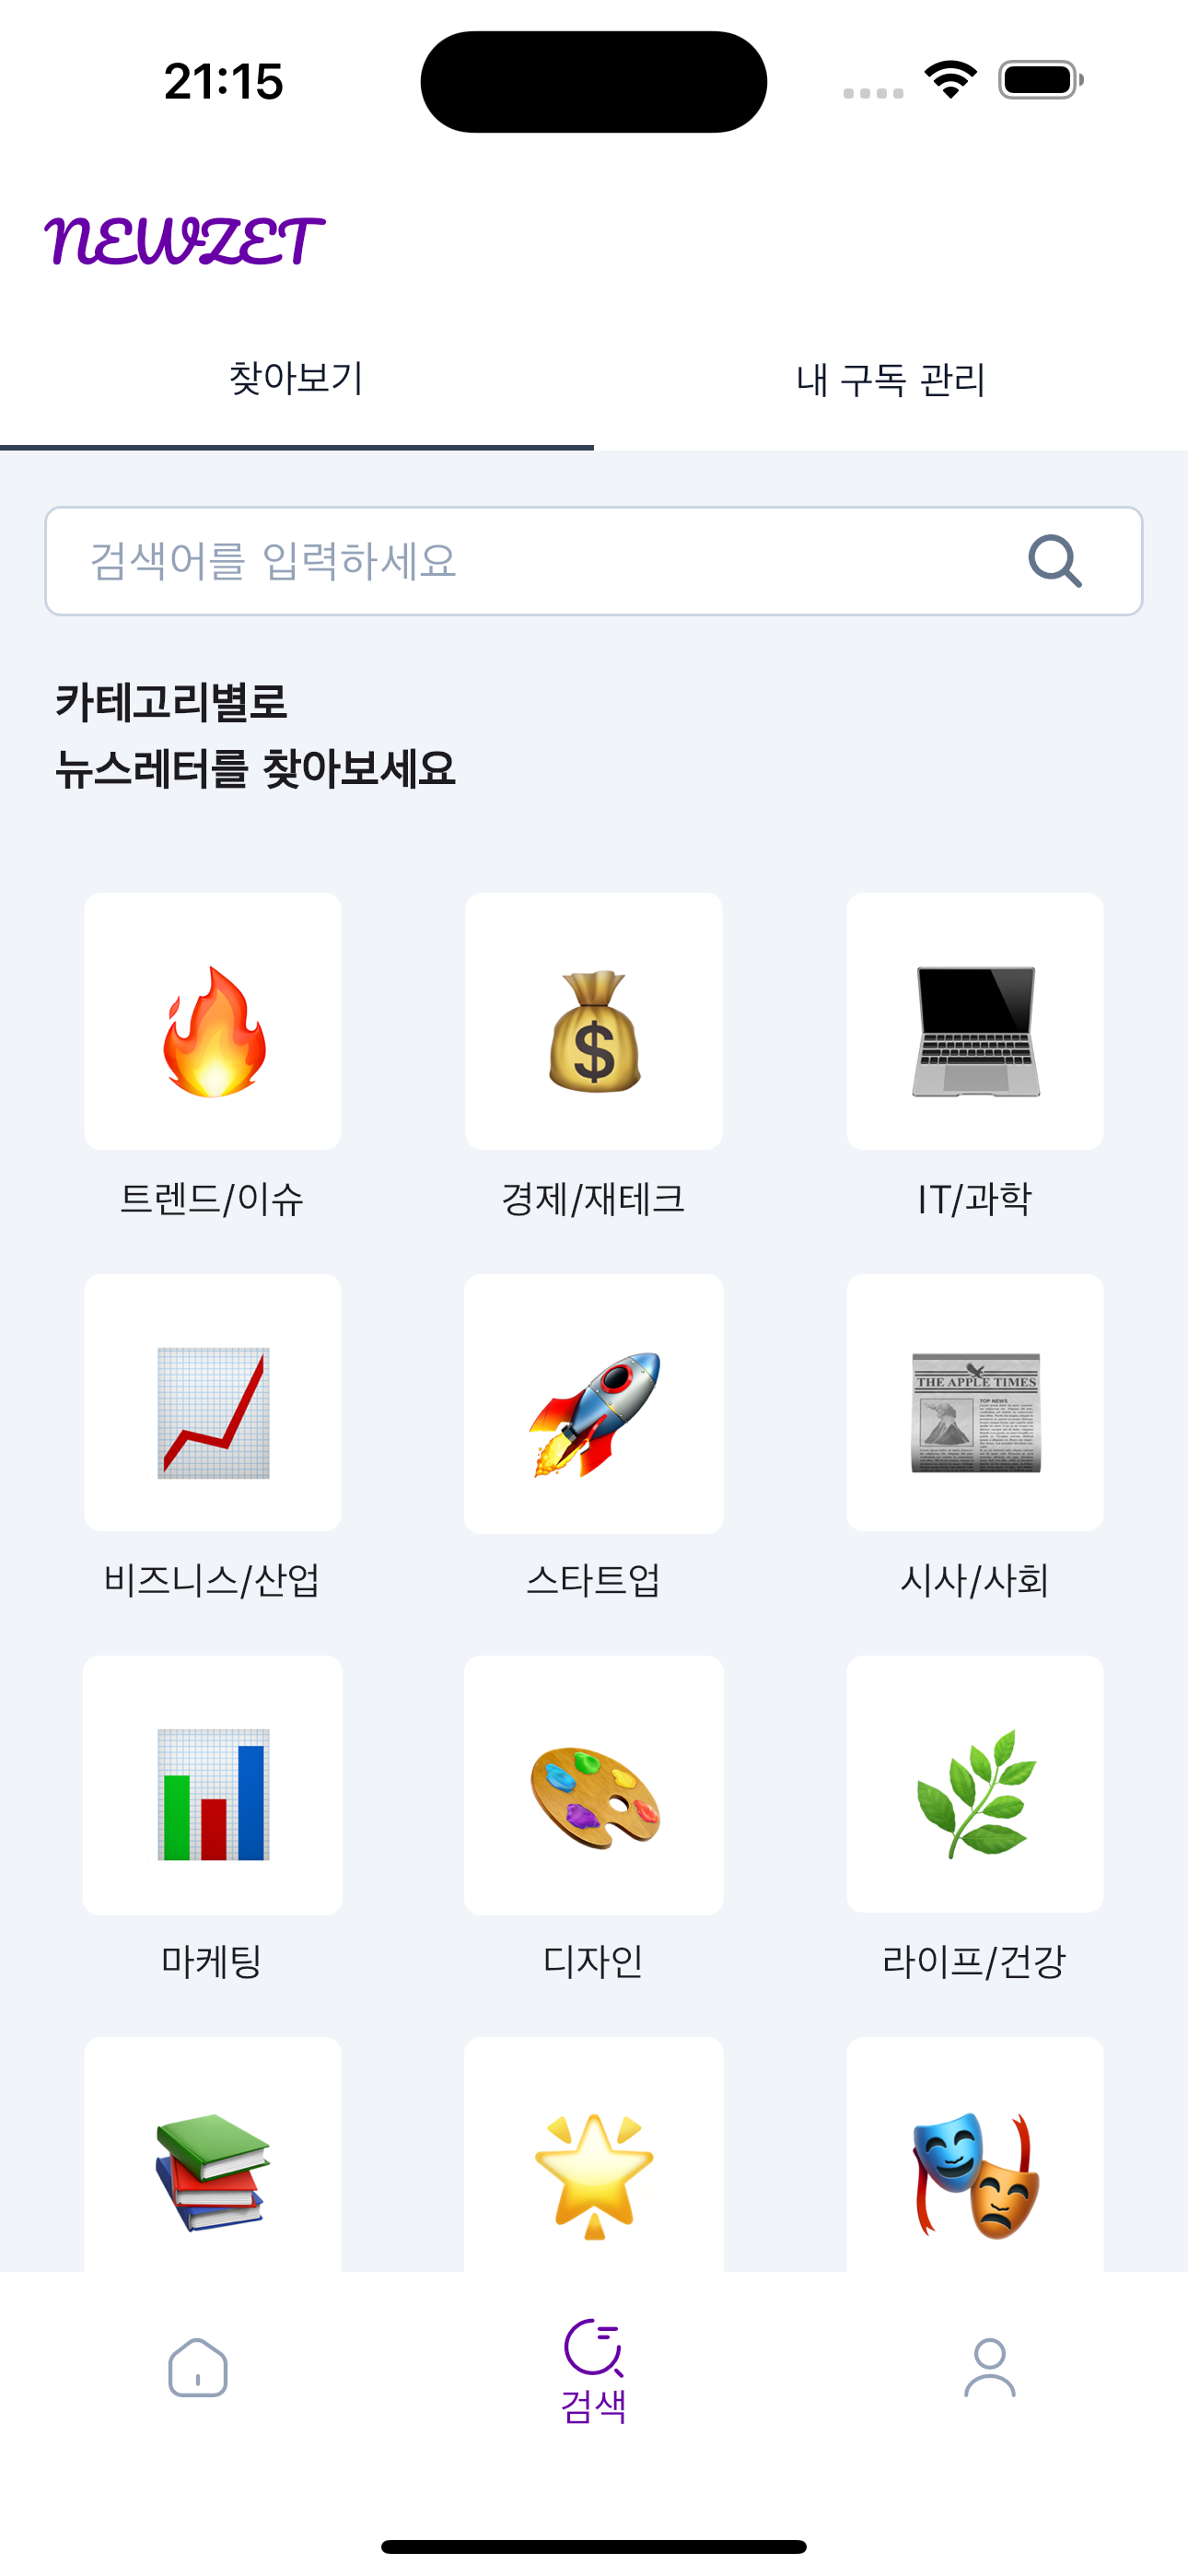 21:15
NEWZET
찾아보기
내 구독 관리
검색어를 입력하세요
카테고리별로
뉴스레터를 찾아보세요
$
트렌드/이슈
경제/재테크
IT/과학
THE APPLE TIMES
TOP NEWS
비즈니스/산업
스타트업
시사/사회
마케팅
디자인
라이프/건강
검색